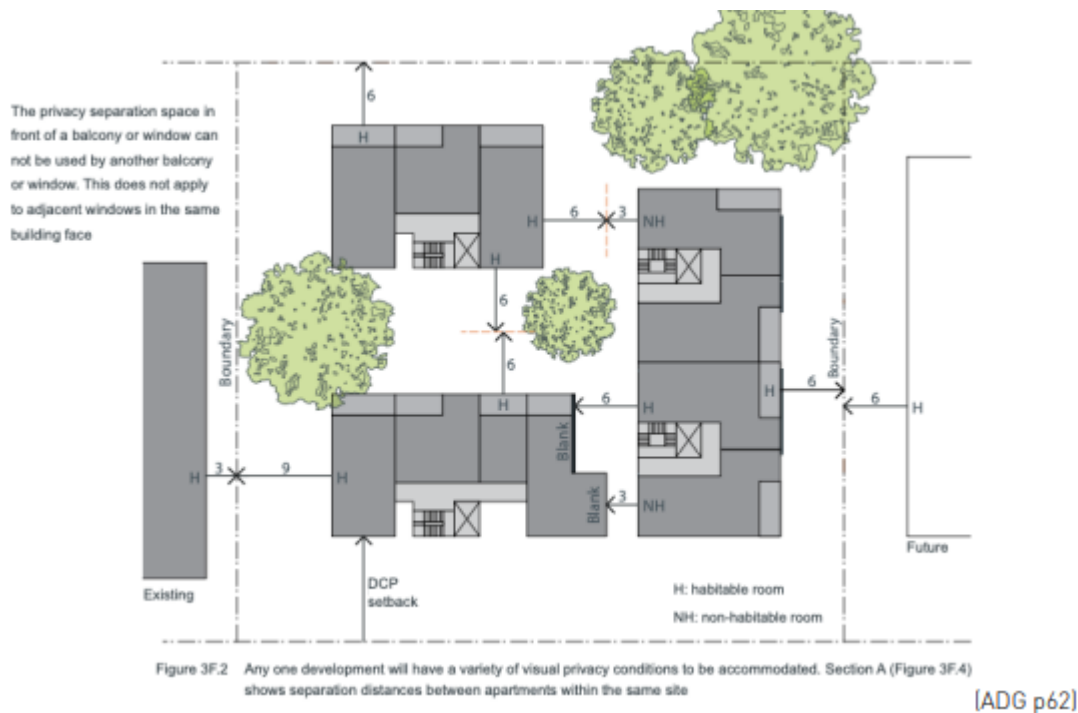 6
The privacy separation space in
front of a balcony or window can
not be used by another balcony
or window. This does not apply
to adjacent windows in the same
building face
H
H
6
3
NH
H
6
Boundary
Boundary
6
H
6
H
6
H
6
H
Blank
H
3
9
H
Blank
3
NH
Existing
DCP
setback
Future
H: habitable room
NH: non-habitable room
Figure 3F.2 Any one development will have a variety of visual privacy conditions to be accommodated. Section A (Figure 3F.4)
shows separation distances between apartments within the same site
(ADG p62)